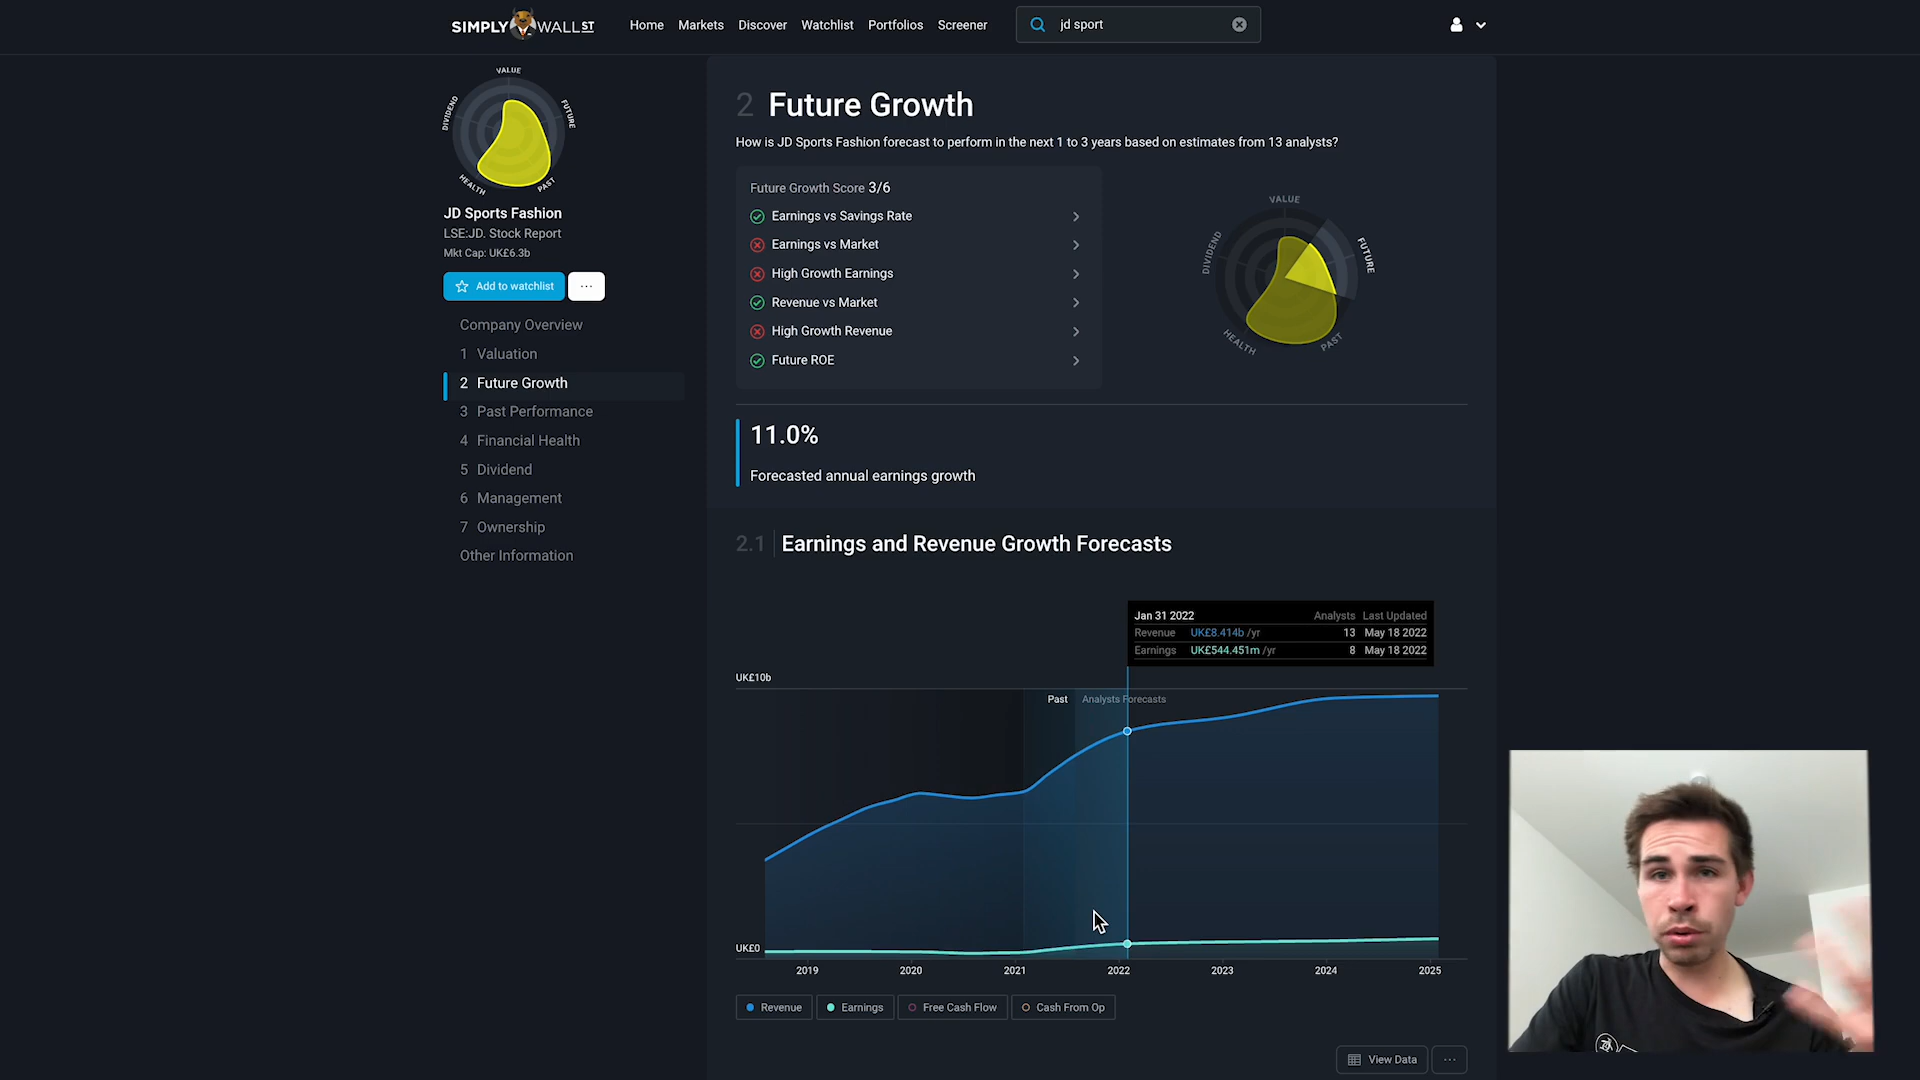 SIMPLY WALL ST
Home Markets Discover Watchlist Portfolios Screener
jd sport
VALUE
FUTURE
PAST
HEALTH
DIVIDEND
JD Sports Fashion
LSE:JD. Stock Report
Mkt Cap: UK£6.3b
Add to watchlist
...
Company Overview
1 Valuation
2 Future Growth
3 Past Performance
4 Financial Health
5 Dividend
6 Management
7 Ownership
Other Information
2 Future Growth
How is JD Sports Fashion forecast to perform in the next 1 to 3 years based on estimates from 13 analysts?
Future Growth Score 3/6
Earnings vs Savings Rate
Earnings vs Market
High Growth Earnings
Revenue vs Market
High Growth Revenue
Future ROE
VALUE
FUTURE
PAST
HEALTH
DIVIDEND
11.0%
Forecasted annual earnings growth
2.1 Earnings and Revenue Growth Forecasts
Jan 31 2022 Analysts Last Updated
Revenue UK£8.414b /yr 13 May 18 2022
Earnings UK£544.451m /yr 8 May 18 2022
UK£10b
Past Analysts Forecasts
UK£0
2019 2020 2021 2022 2023 2024 2025
Revenue Earnings Free Cash Flow Cash From Op
View Data ...